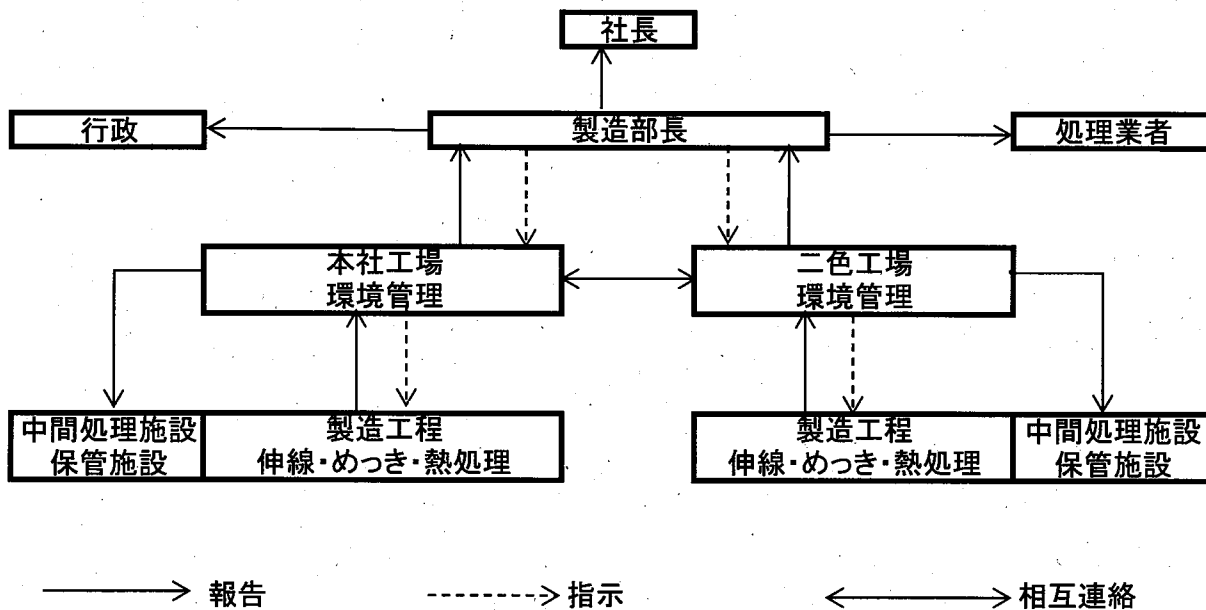 社長
行政
製造部長
処理業者
本社工場
環境管理
二色工場
環境管理
中間処理施設
保管施設
製造工程
伸線・めっき・熱処理
製造工程
伸線・めっき・熱処理
中間処理施設
保管施設
報告
指示
相互連絡